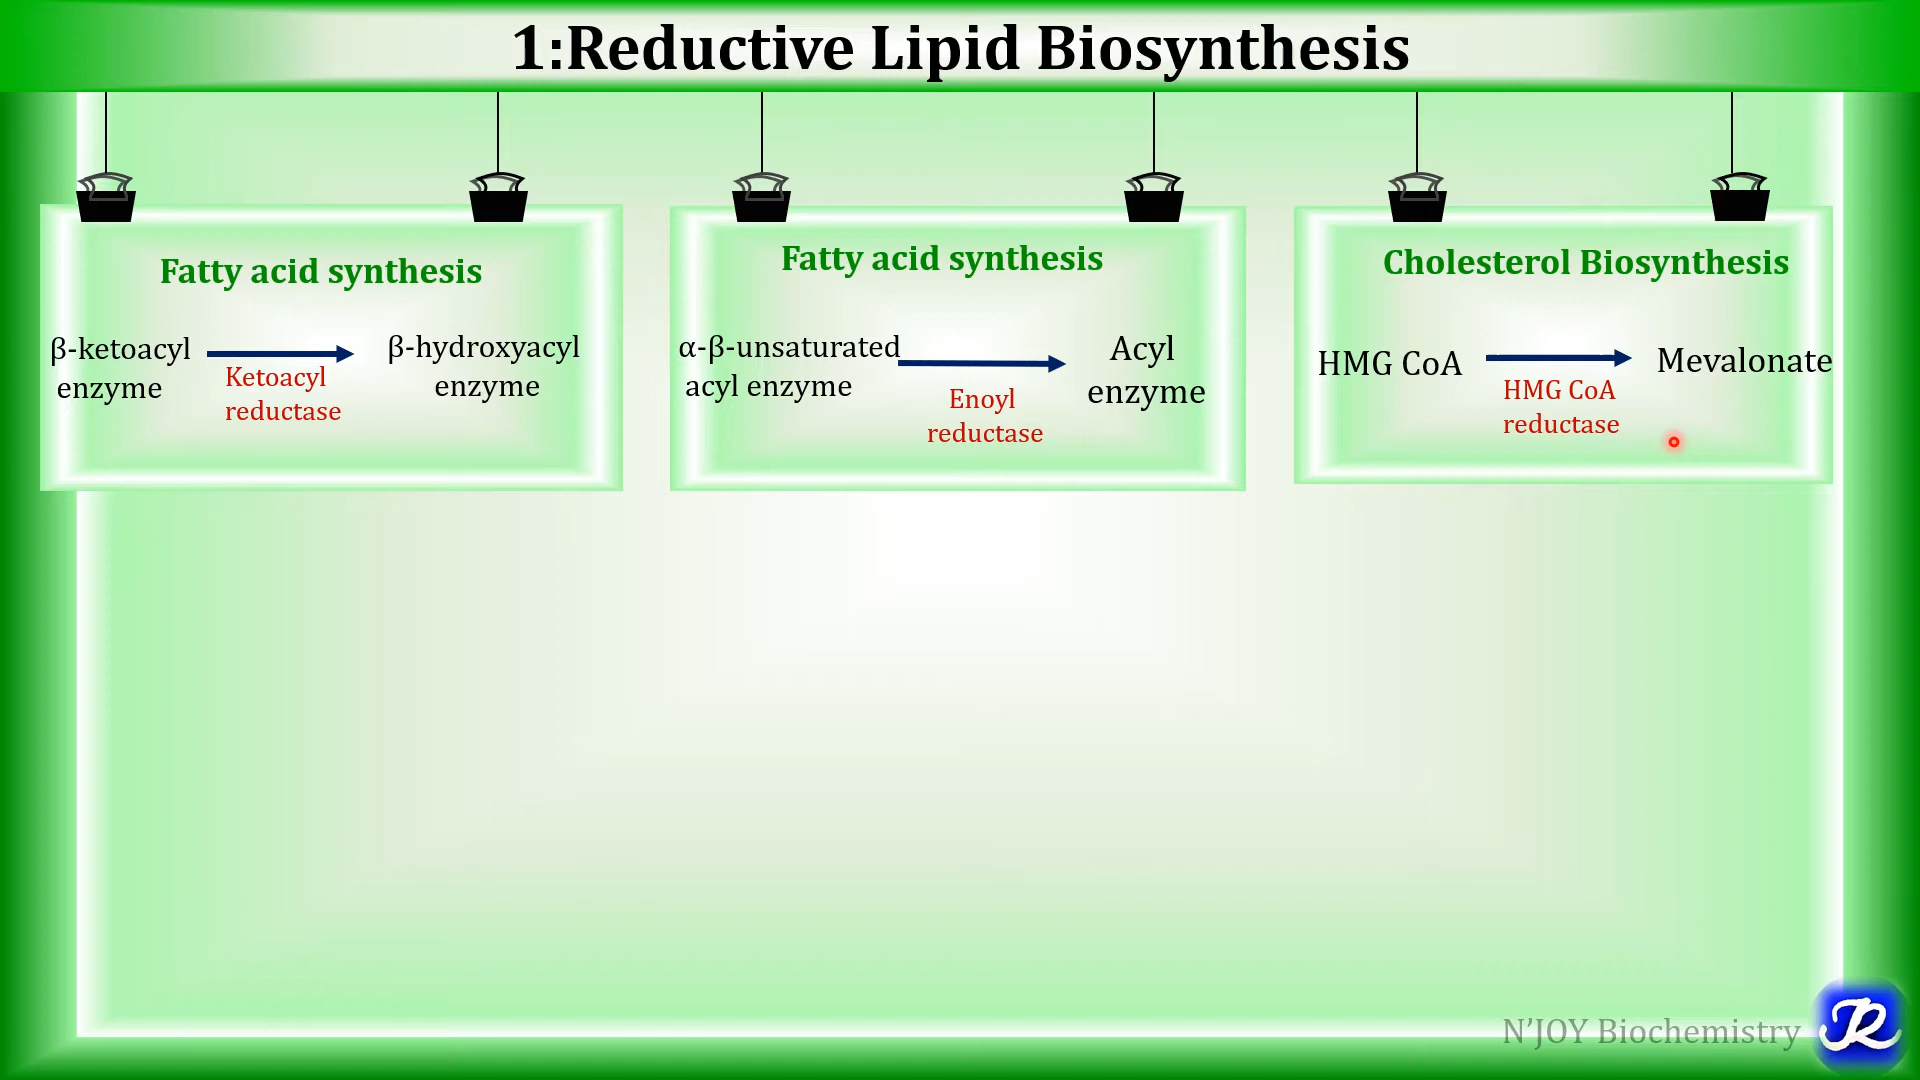 1:Reductive Lipid Biosynthesis
Fatty acid synthesis
β-ketoacyl
enzyme
Ketoacyl
reductase
β-hydroxyacyl
enzyme
Fatty acid synthesis
α-β-unsaturated
acyl enzyme
Enoyl
reductase
Acyl
enzyme
Cholesterol Biosynthesis
HMG CoA
HMG CoA
reductase
Mevalonate
N’JOY Biochemistry
R